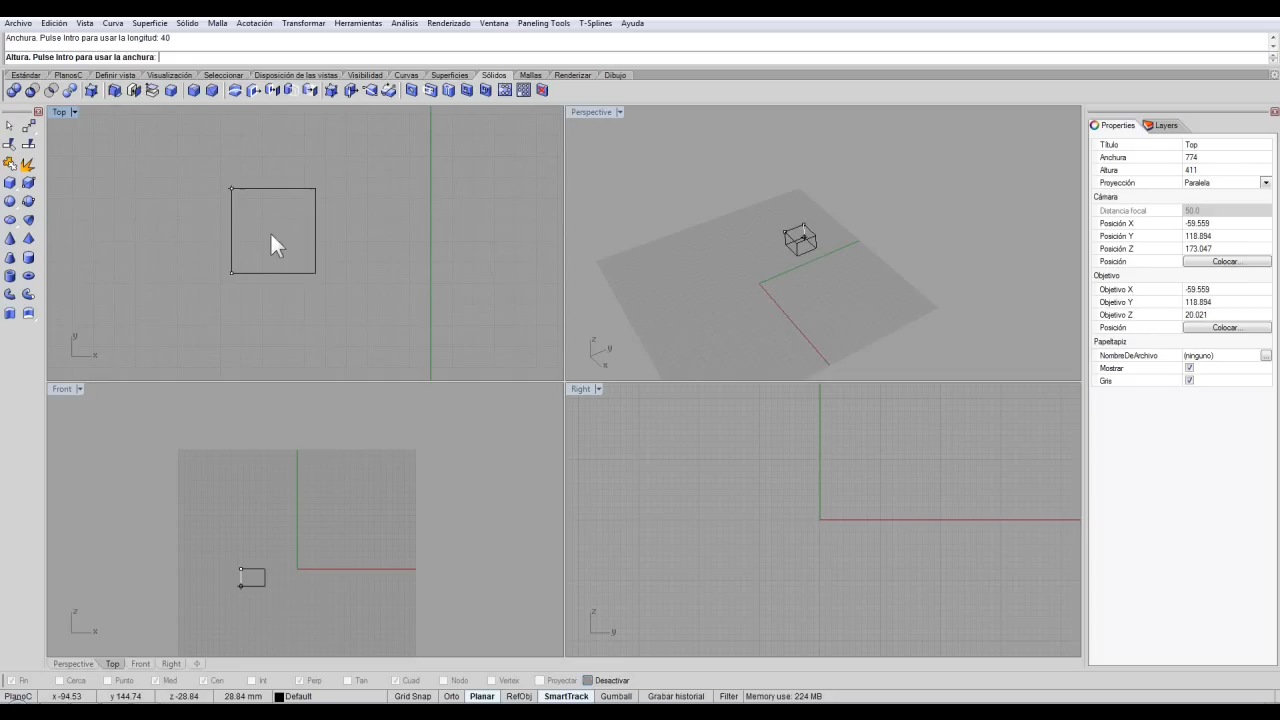 Archivo Edición Vista Curva Superficie Sólido Malla Acotación Transformar Herramientas Análisis Renderizado Ventana Paneling Tools T-Splines Ayuda
Anchura. Pulse Intro para usar la longitud: 40
Altura. Pulse Intro para usar la anchura:
Estándar PlanosC Definir vista Visualización Seleccionar Disposición de las vistas Visibilidad Curvas Superficies Sólidos Mallas Renderizar Dibujo
Top
Perspective
Properties Layers
Título Top
Anchura 774
Altura 411
Proyección Paralela
Cámara
Distancia focal 50.0
Posición X -59.559
Posición Y 118.894
Posición Z 173.047
Posición Colocar...
Objetivo
Objetivo X -59.559
Objetivo Y 118.894
Objetivo Z 20.021
Posición Colocar...
Papeltapiz
NombreDeArchivo (ninguno) ...
Mostrar
Gris
y
x
z
y
x
Front
Right
z
x
z
y
Perspective Top Front Right
Fin Cerca Punto Med Cen Int Perp Tan Cuad Nodo Vértice Proyectar Desactivar
PlanoC x -94.53 y 144.74 z -28.84 28.84 mm Default Grid Snap Orto Planar RefObj SmartTrack Gumball Grabar historial Filter Memory use: 224 MB